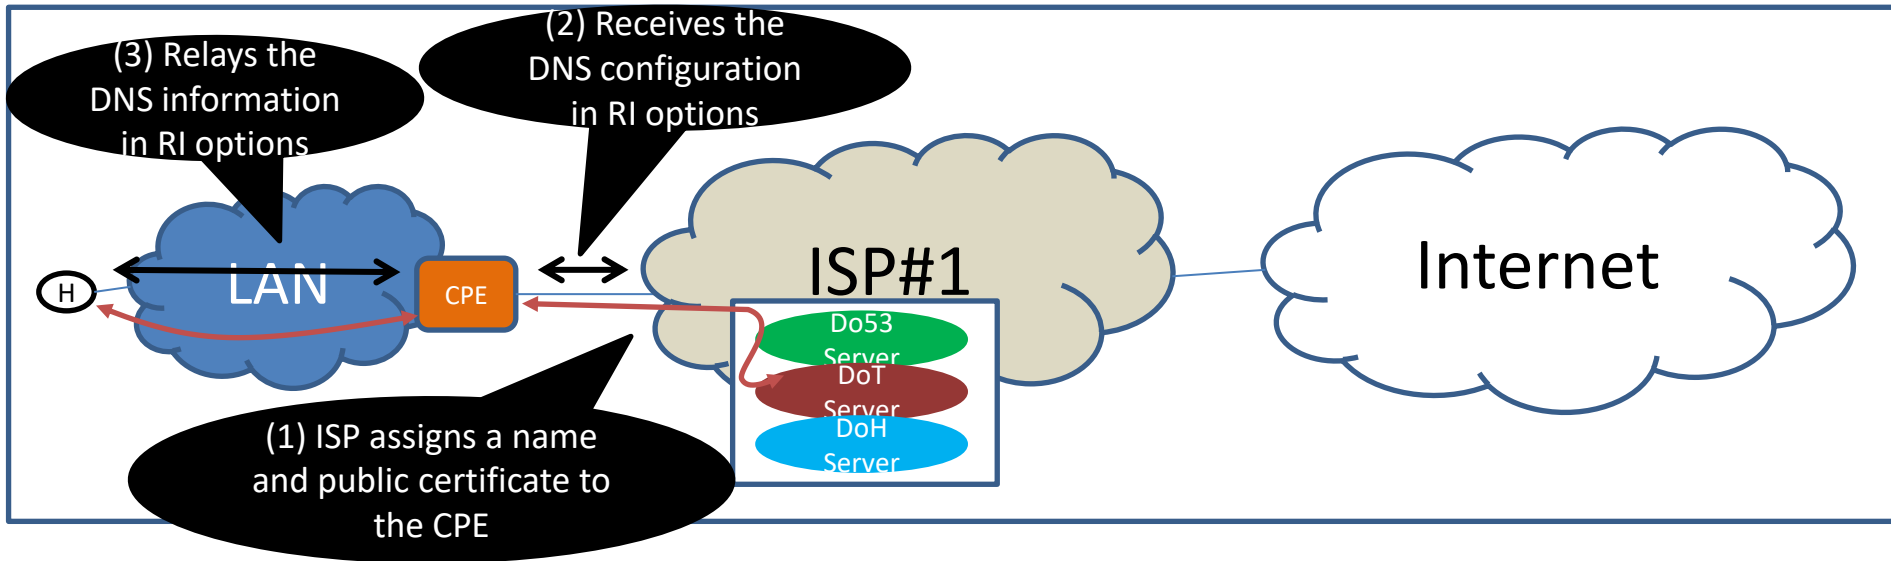 (3) Relays the
DNS information
in RI options
(2) Receives the
DNS configuration
in RI options
H
LAN
CPE
ISP#1
Internet
Do53
Server
DoT
Server
DoH
Server
(1) ISP assigns a name
and public certificate to
the CPE